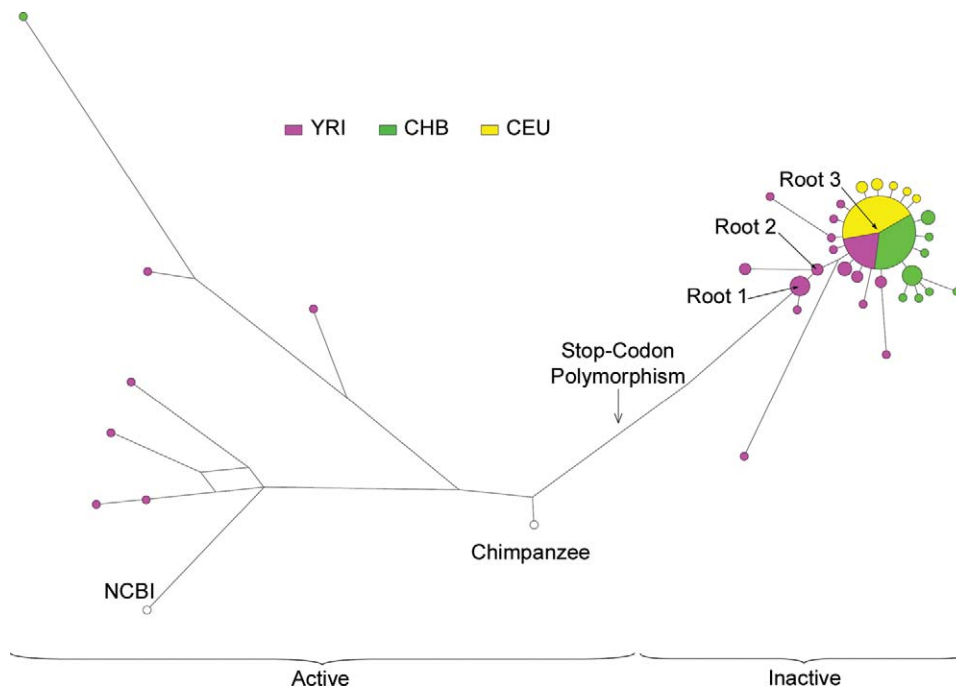 YRI CHB CEU
Root 3
Root 2
Root 1
Stop-Codon
Polymorphism
Chimpanzee
NCBI
Active Inactive